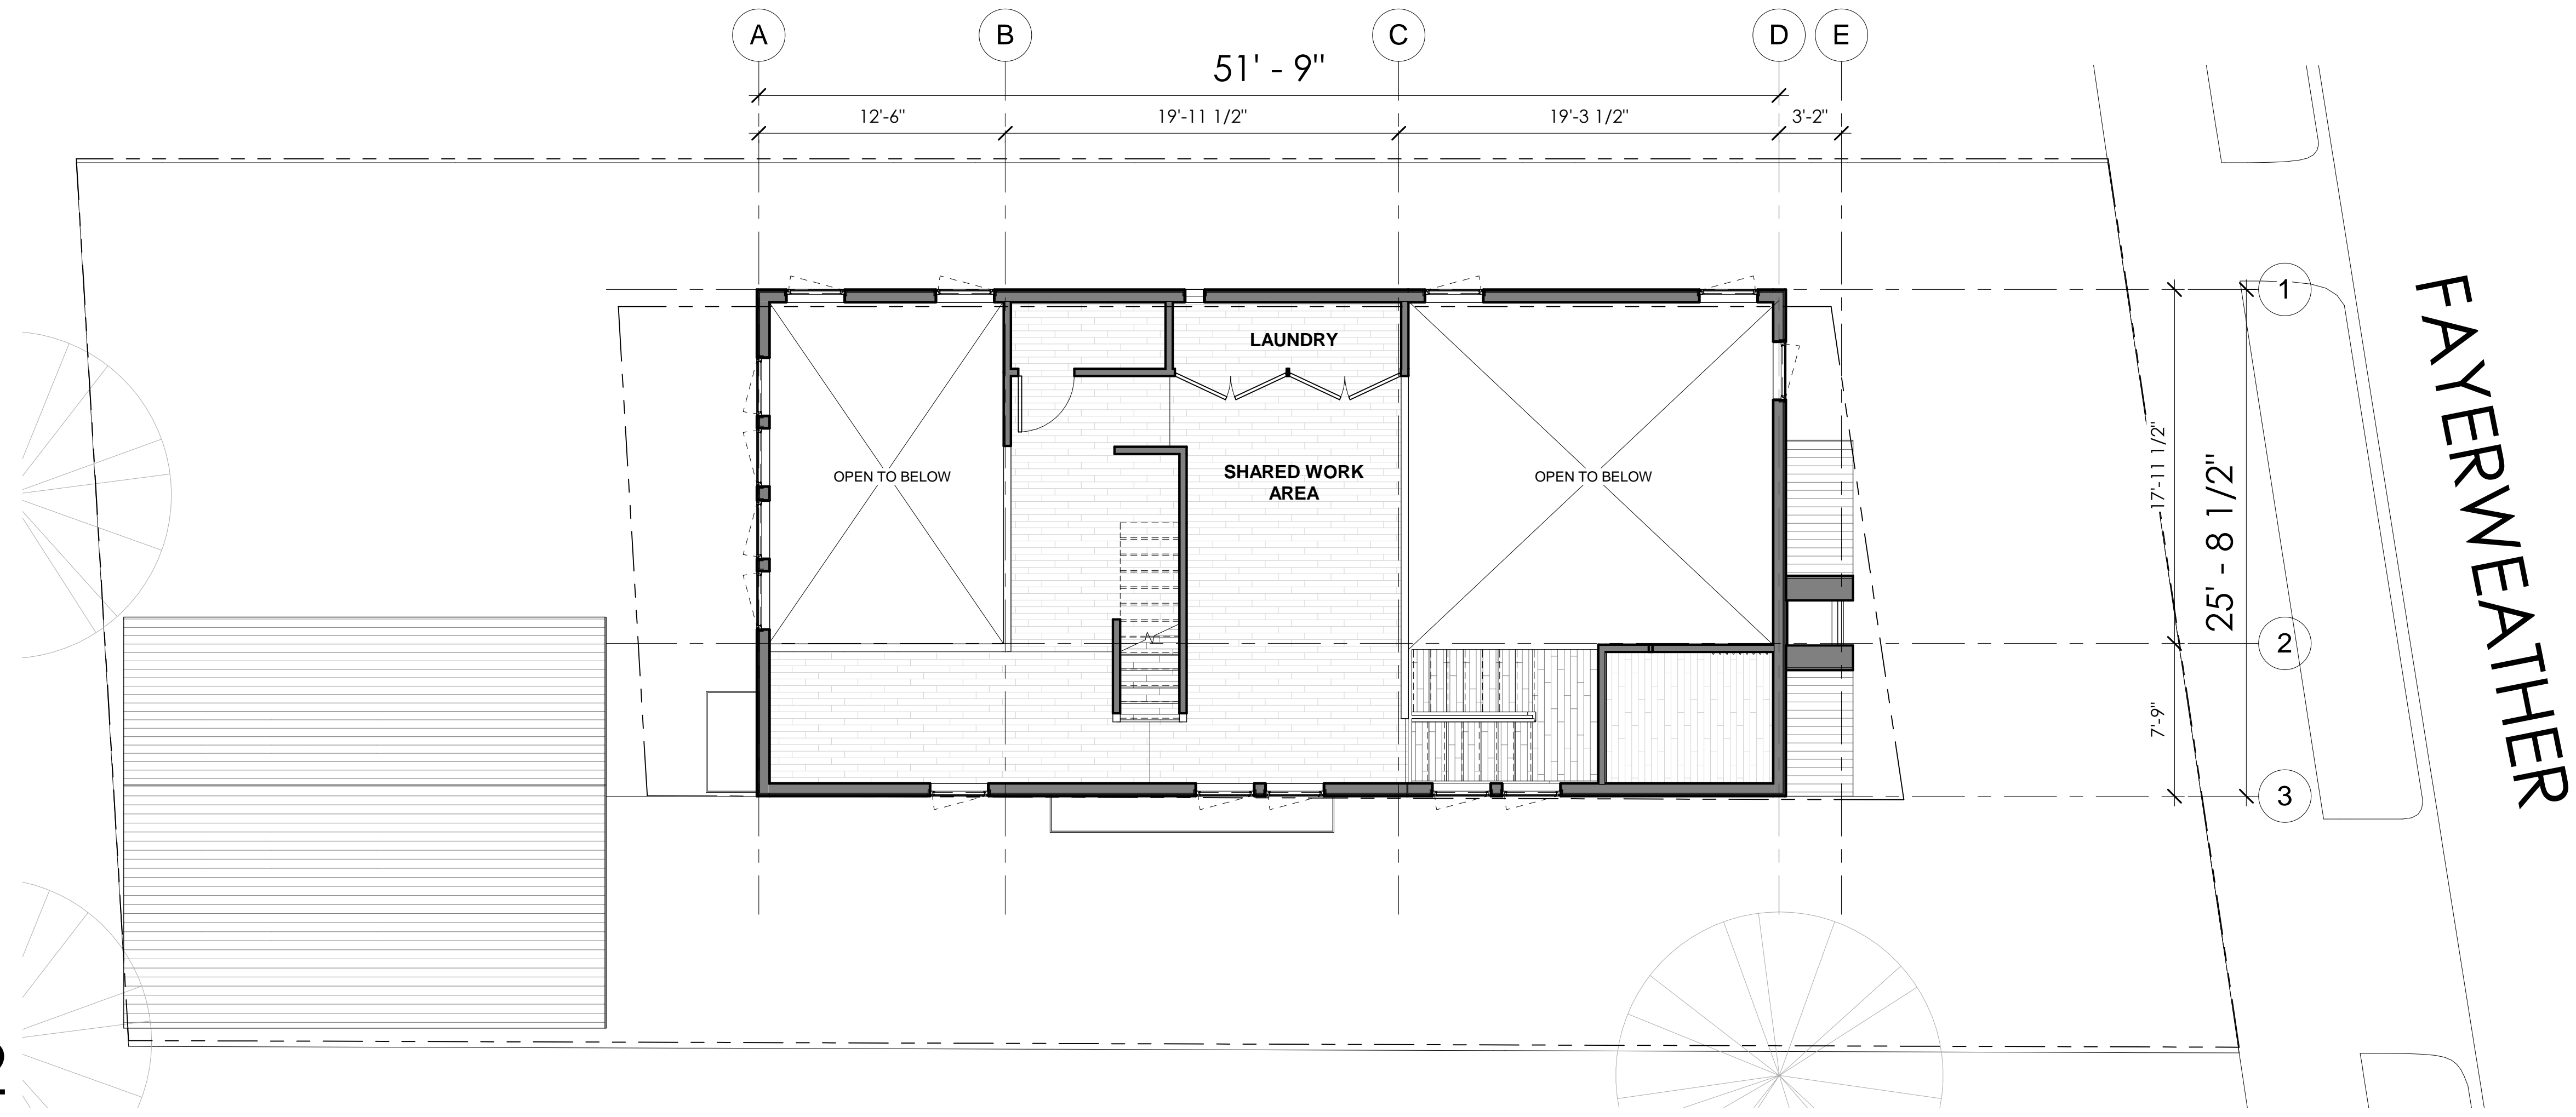 A
B
C
D
E
51' - 9"
12'-6"
19'-11 1/2"
19'-3 1/2"
3'-2"
1
2
3
17'-11 1/2"
7'-9"
25' - 8 1/2"
FAYERWEATHER
LAUNDRY
SHARED WORK
AREA
OPEN TO BELOW
OPEN TO BELOW